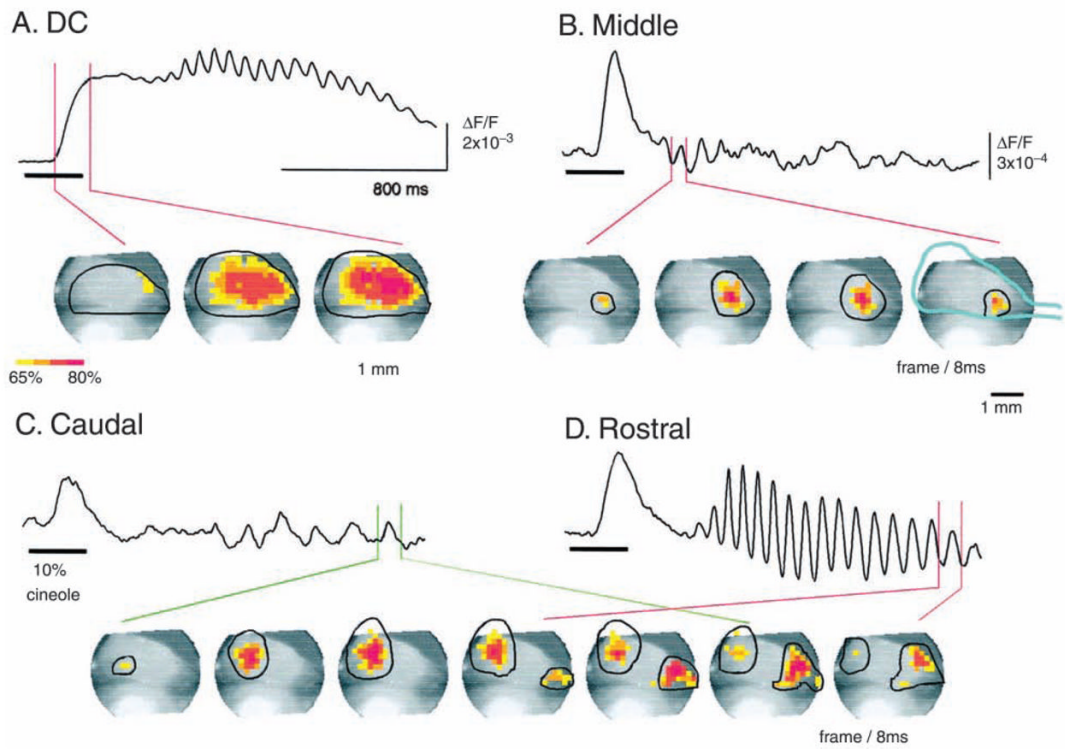 A. DC
B. Middle
ΔF/F
2x10⁻³
800 ms
ΔF/F
3x10⁻⁴
65%
80%
1 mm
frame / 8ms
1 mm
C. Caudal
D. Rostral
10%
cineole
frame / 8ms